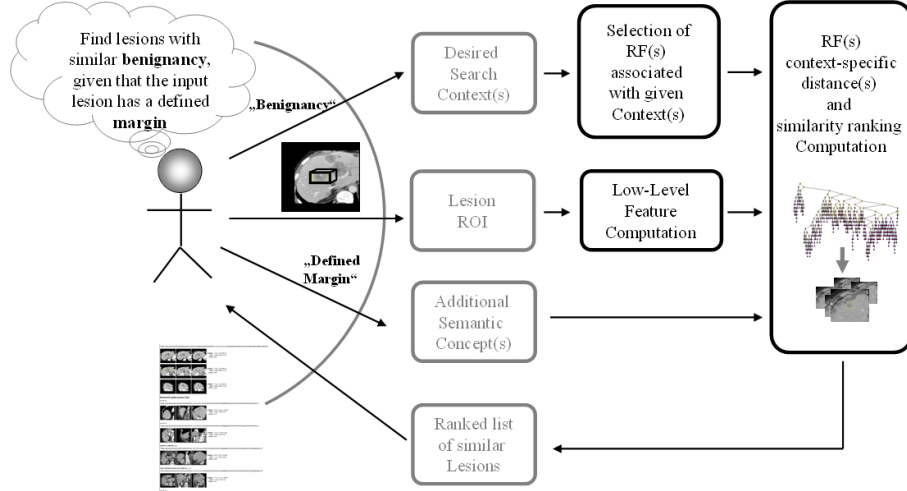 Find lesions with
similar benignancy,
given that the input
lesion has a defined
margin
„Benignancy“
„Defined
Margin“
Desired
Search
Context(s)
Selection of
RF(s)
associated
with given
Context(s)
RF(s)
context-specific
distance(s)
and
similarity ranking
Computation
Lesion
ROI
Low-Level
Feature
Computation
Additional
Semantic
Concept(s)
Ranked list
of similar
Lesions